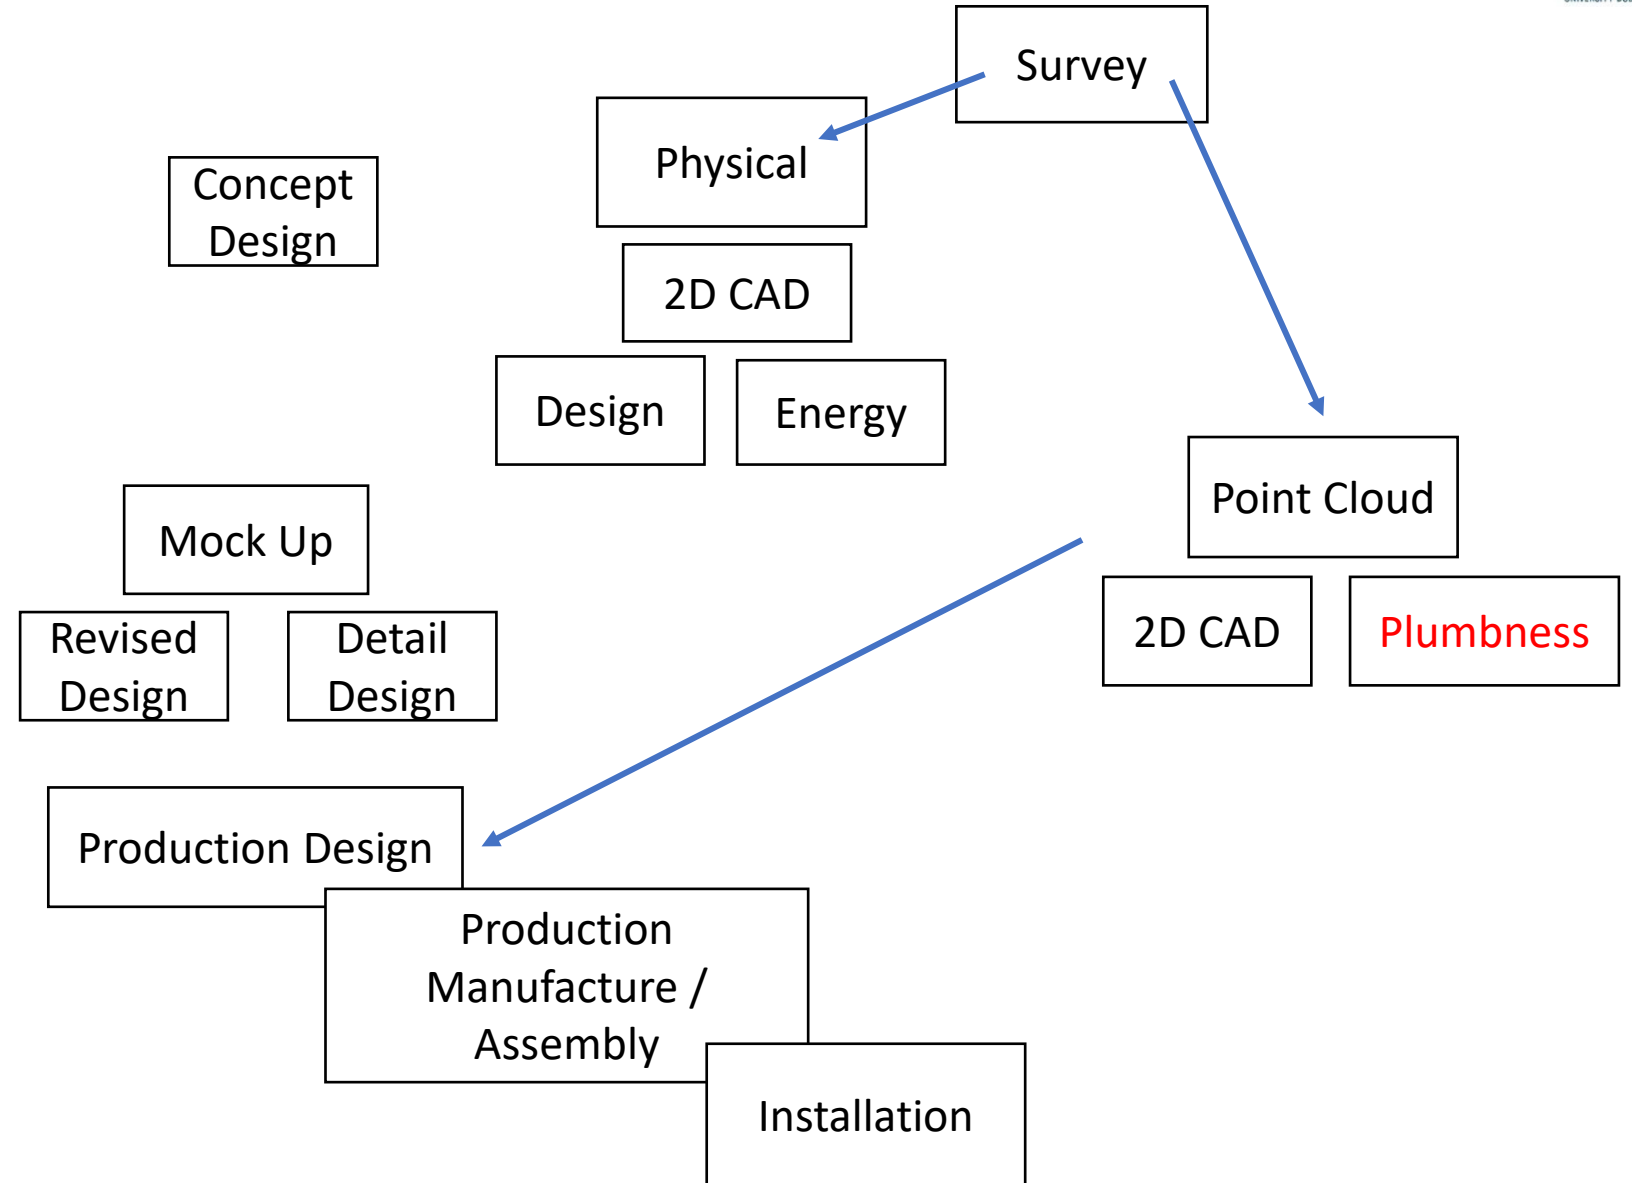 Survey
Physical
Concept
Design
2D CAD
Design
Energy
Point Cloud
Mock Up
2D CAD
Plumbness
Revised
Design
Detail
Design
Production Design
Production
Manufacture /
Assembly
Installation